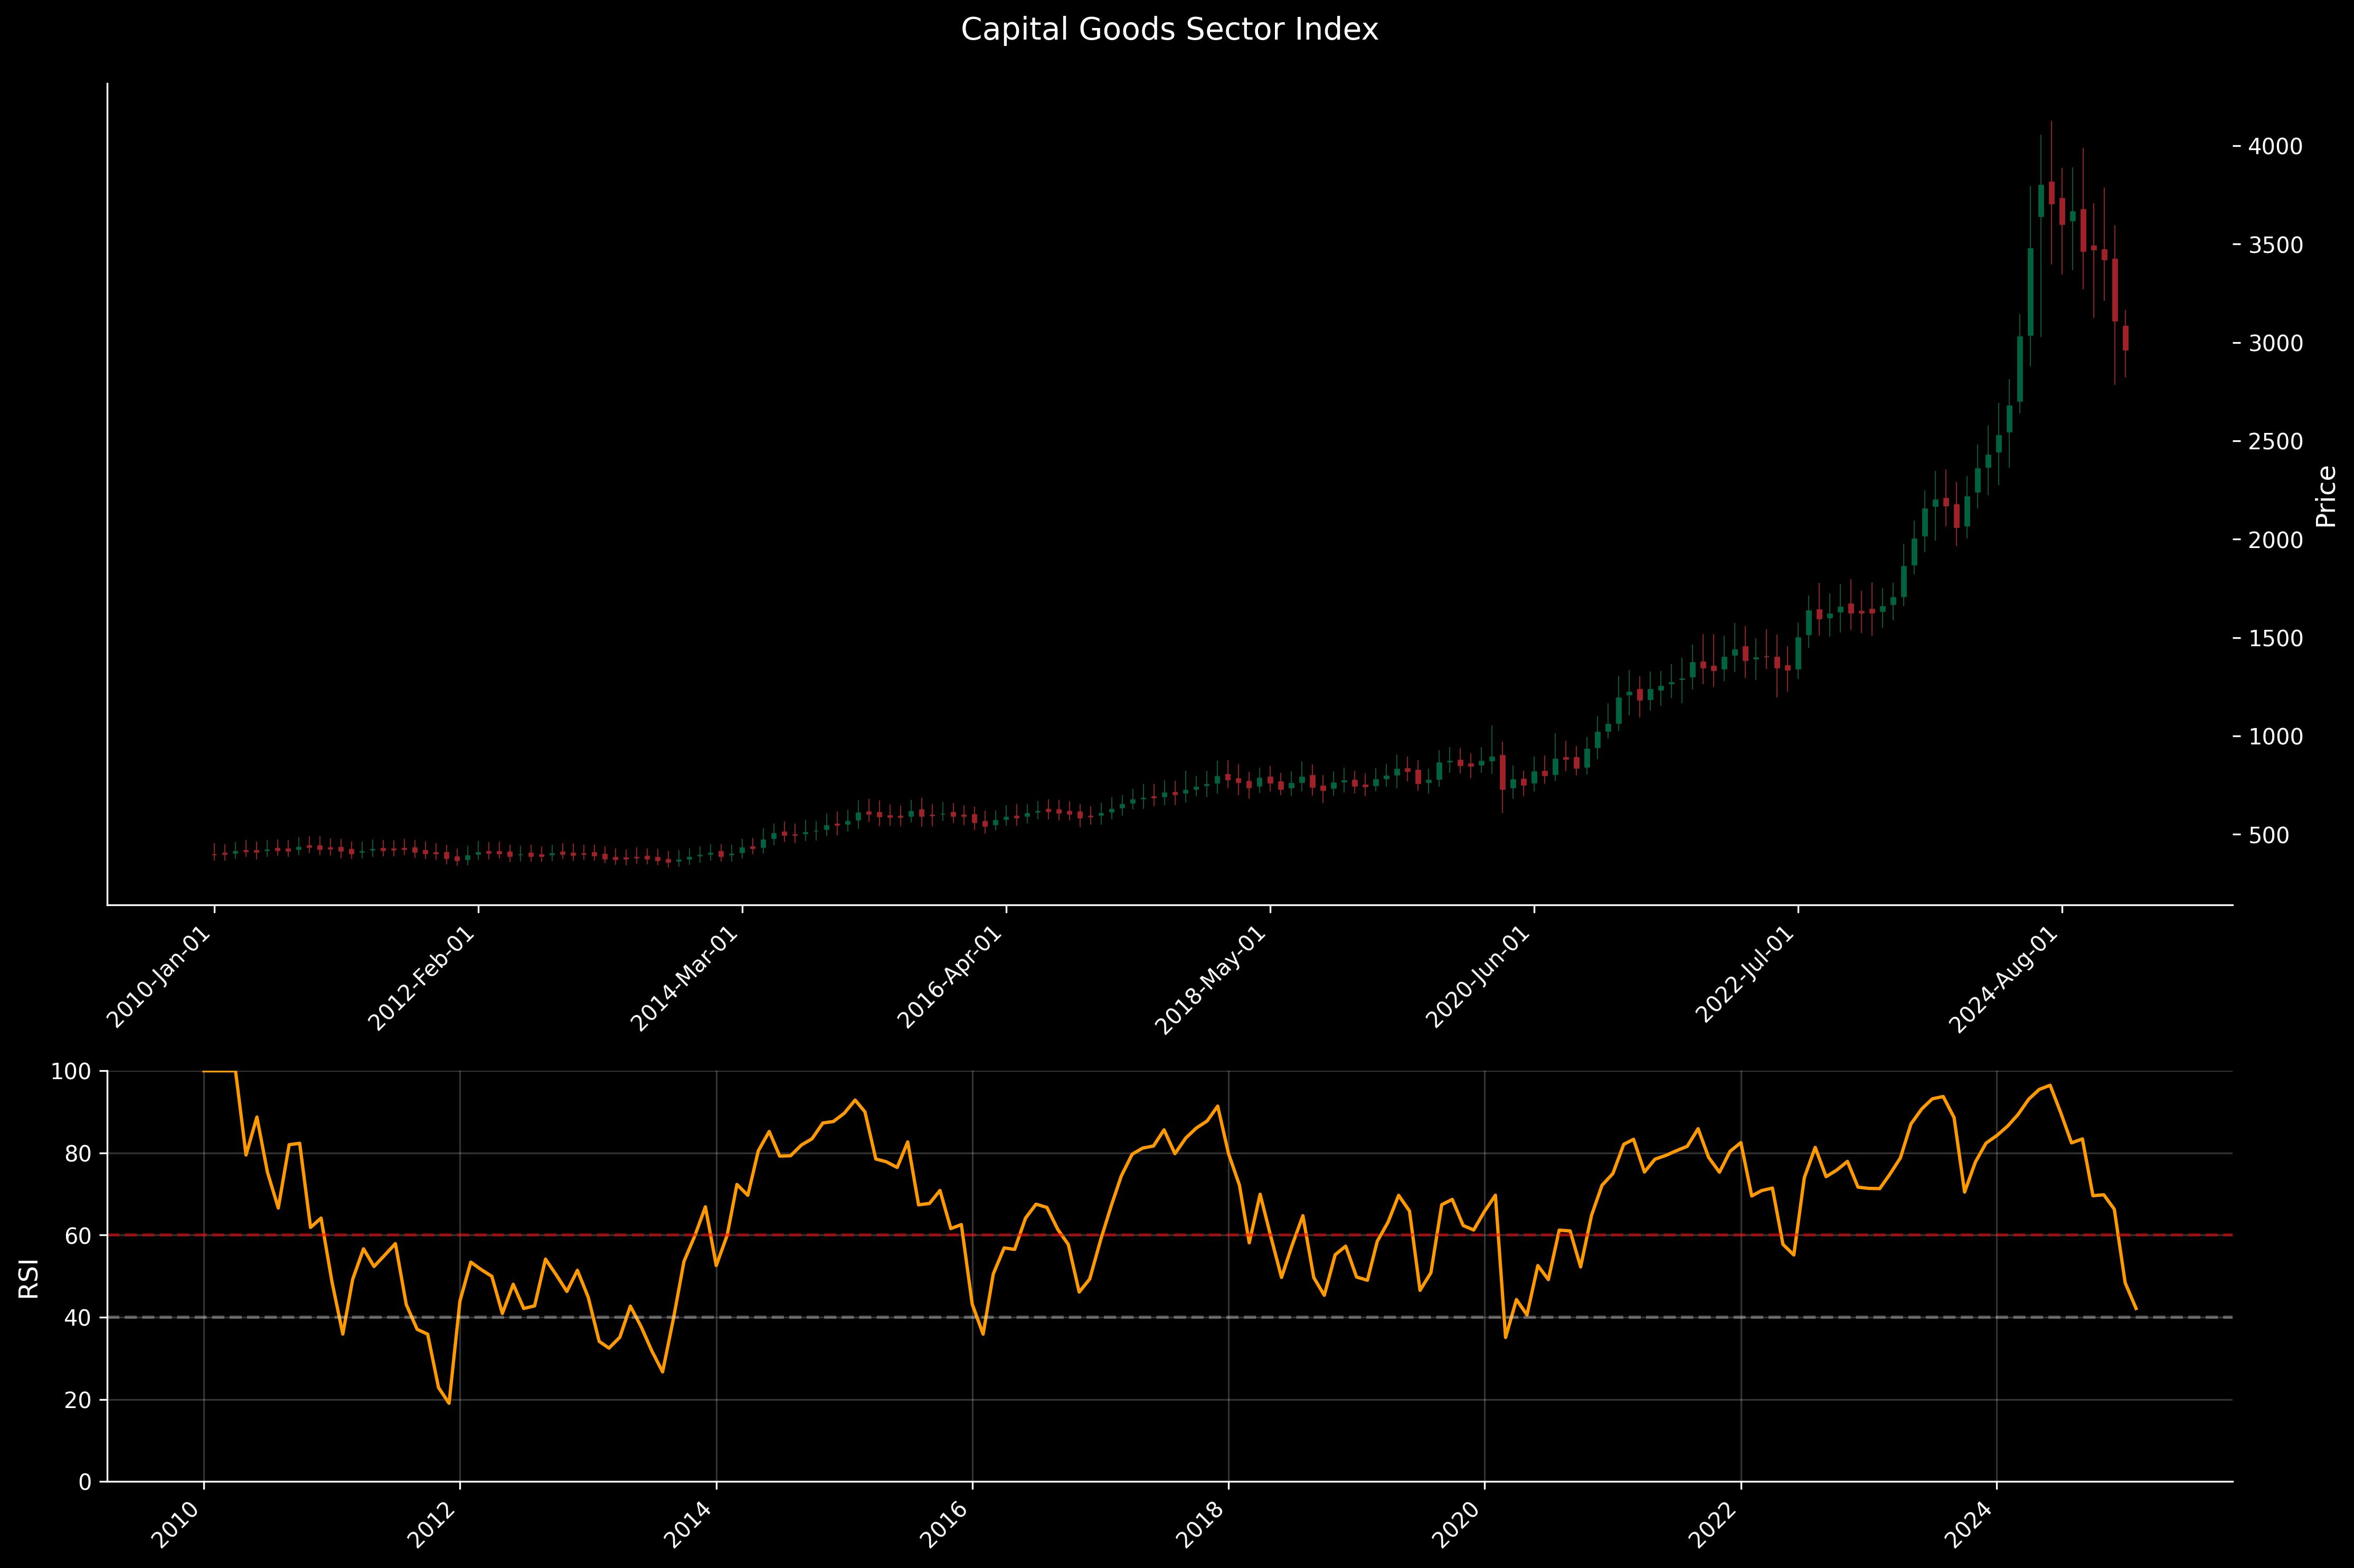 Capital Goods Sector Index
4000
3500
3000
2500
2000
1500
1000
500
Price
2010-Jan-01
2012-Feb-01
2014-Mar-01
2016-Apr-01
2018-May-01
2020-Jun-01
2022-Jul-01
2024-Aug-01
100
80
60
40
20
0
RSI
2010
2012
2014
2016
2018
2020
2022
2024